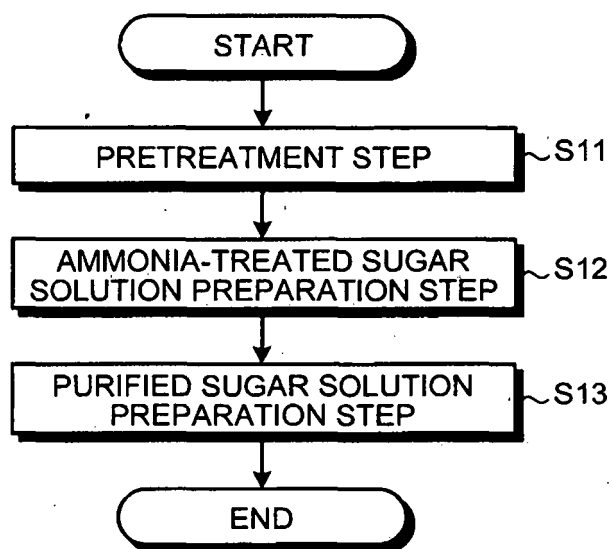 START
PRETREATMENT STEP
S11
AMMONIA-TREATED SUGAR
SOLUTION PREPARATION STEP
S12
PURIFIED SUGAR SOLUTION
PREPARATION STEP
S13
END